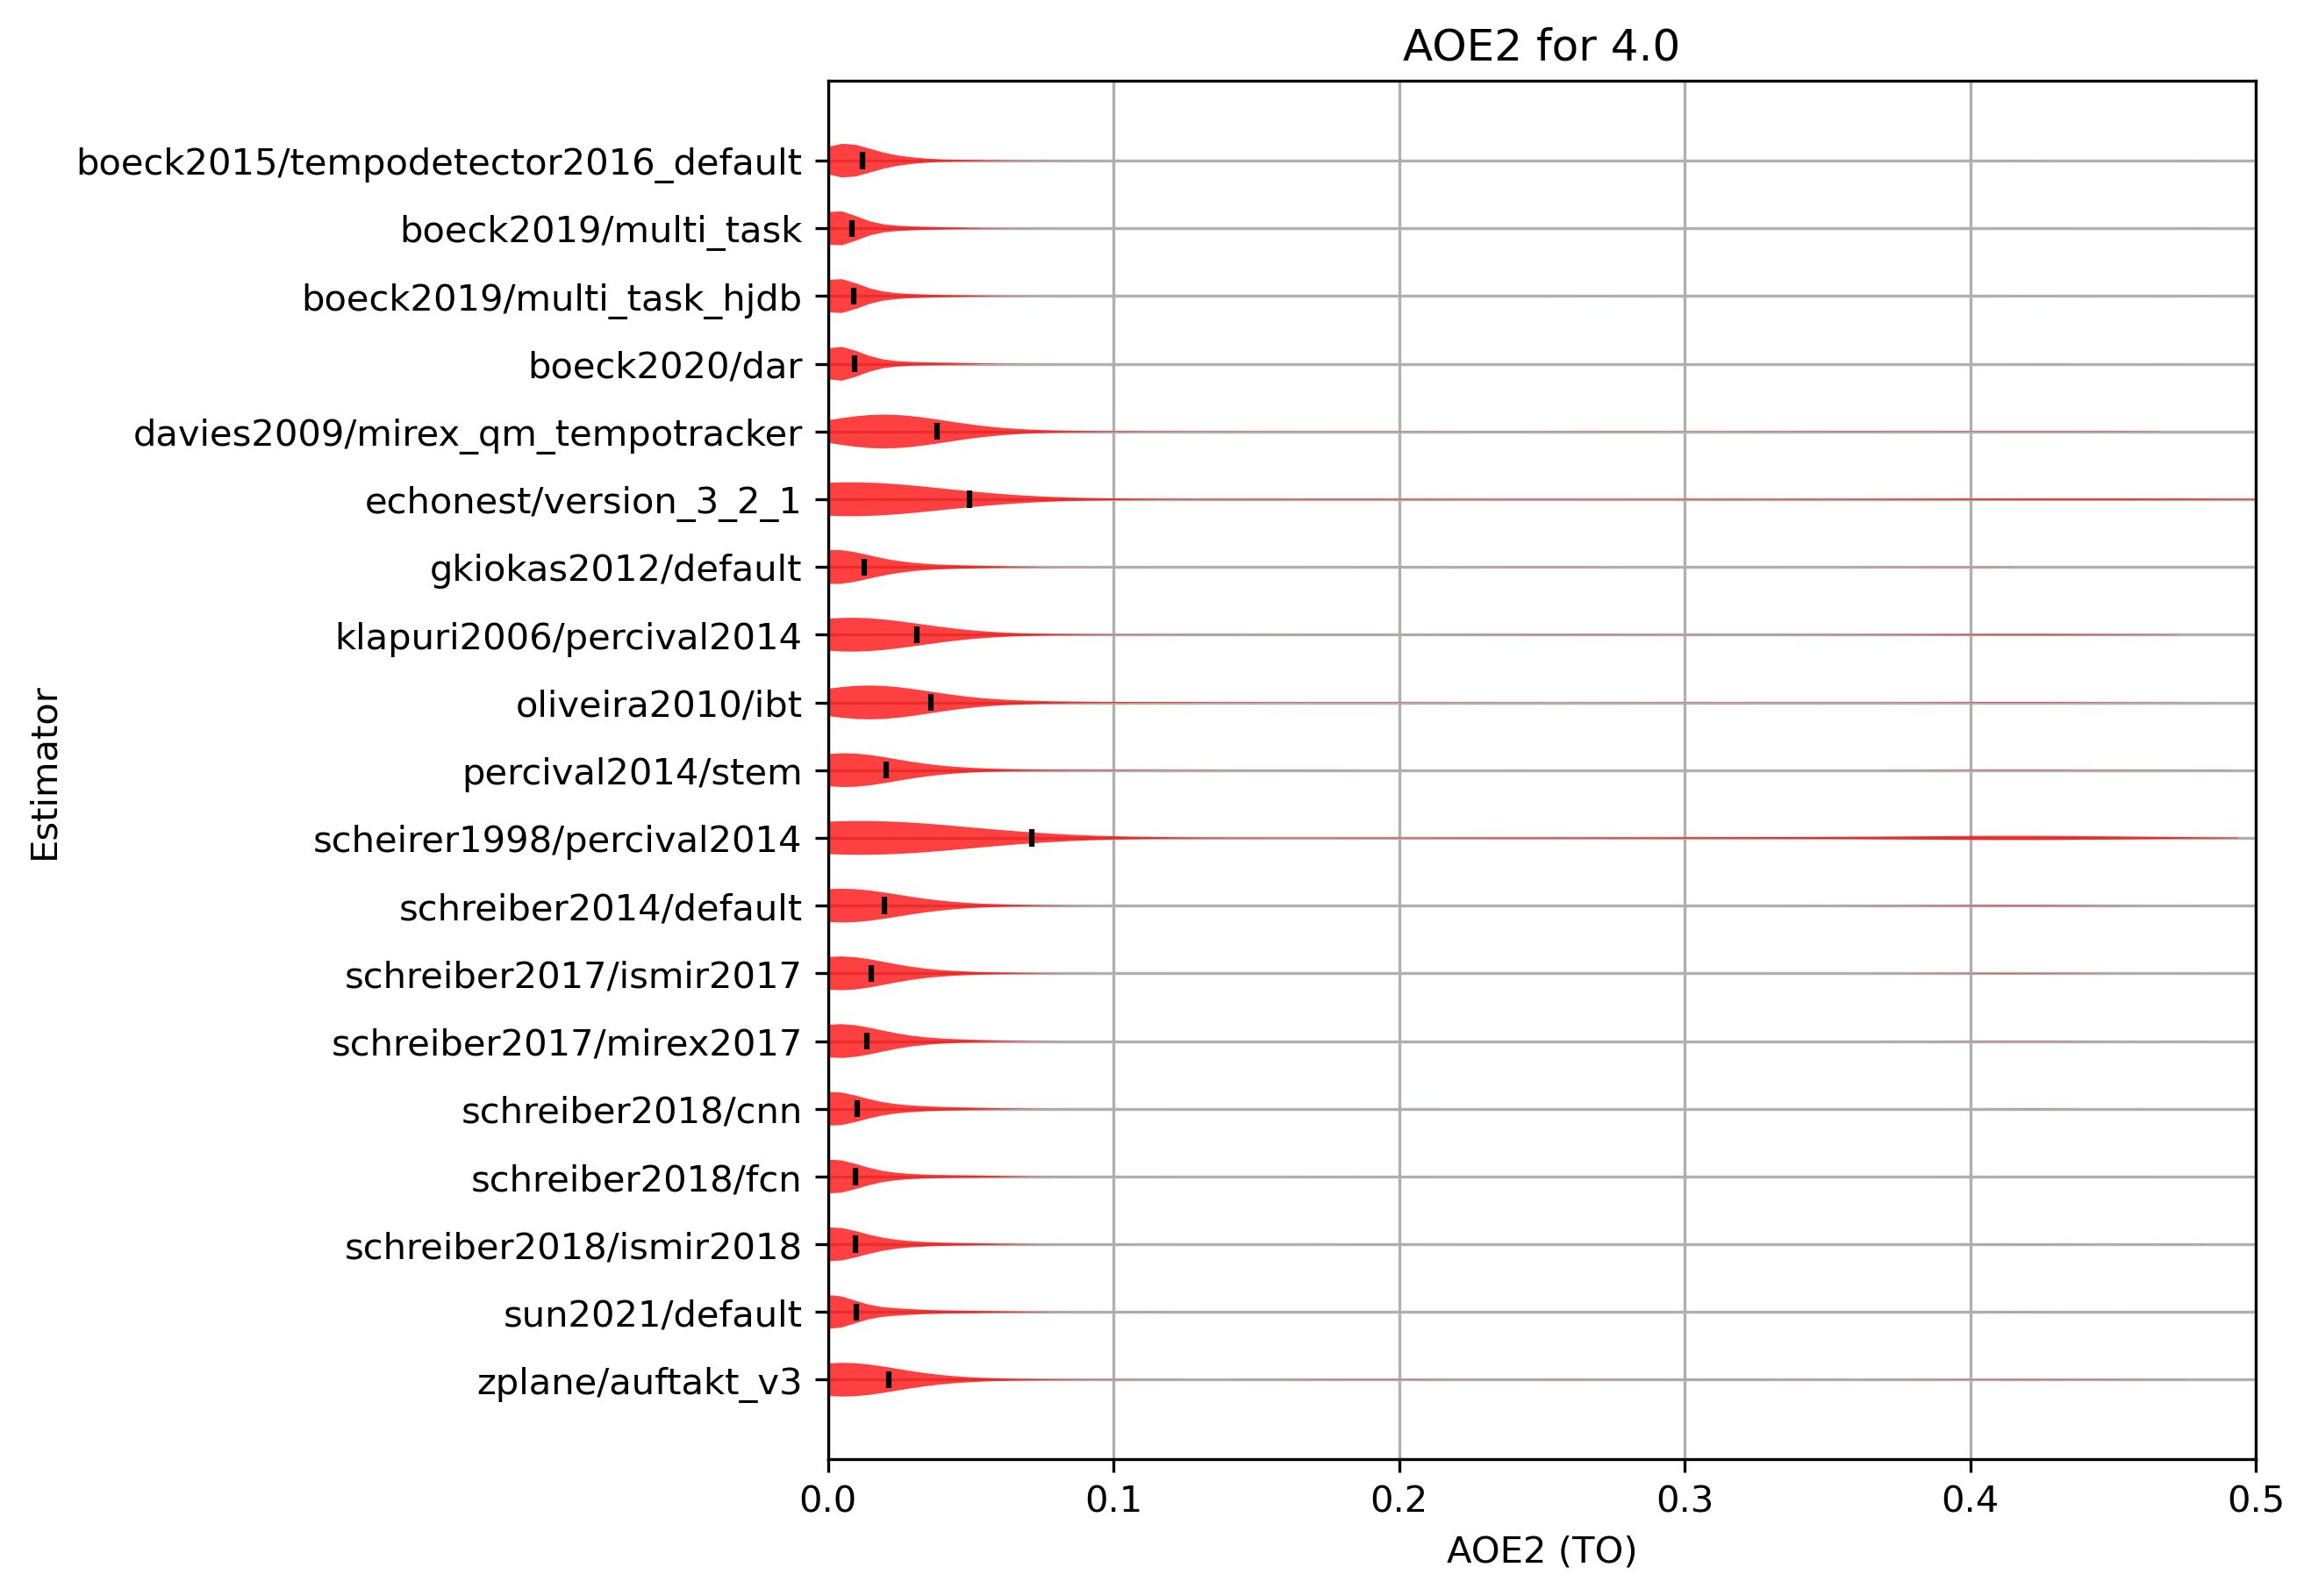 AOE2 for 4.0
boeck2015/tempodetector2016_default
boeck2019/multi_task
boeck2019/multi_task_hjdb
boeck2020/dar
davies2009/mirex_qm_tempotracker
echonest/version_3_2_1
gkiokas2012/default
klapuri2006/percival2014
oliveira2010/ibt
percival2014/stem
scheirer1998/percival2014
schreiber2014/default
schreiber2017/ismir2017
schreiber2017/mirex2017
schreiber2018/cnn
schreiber2018/fcn
schreiber2018/ismir2018
sun2021/default
zplane/auftakt_v3
Estimator
0.0 0.1 0.2 0.3 0.4 0.5
AOE2 (TO)